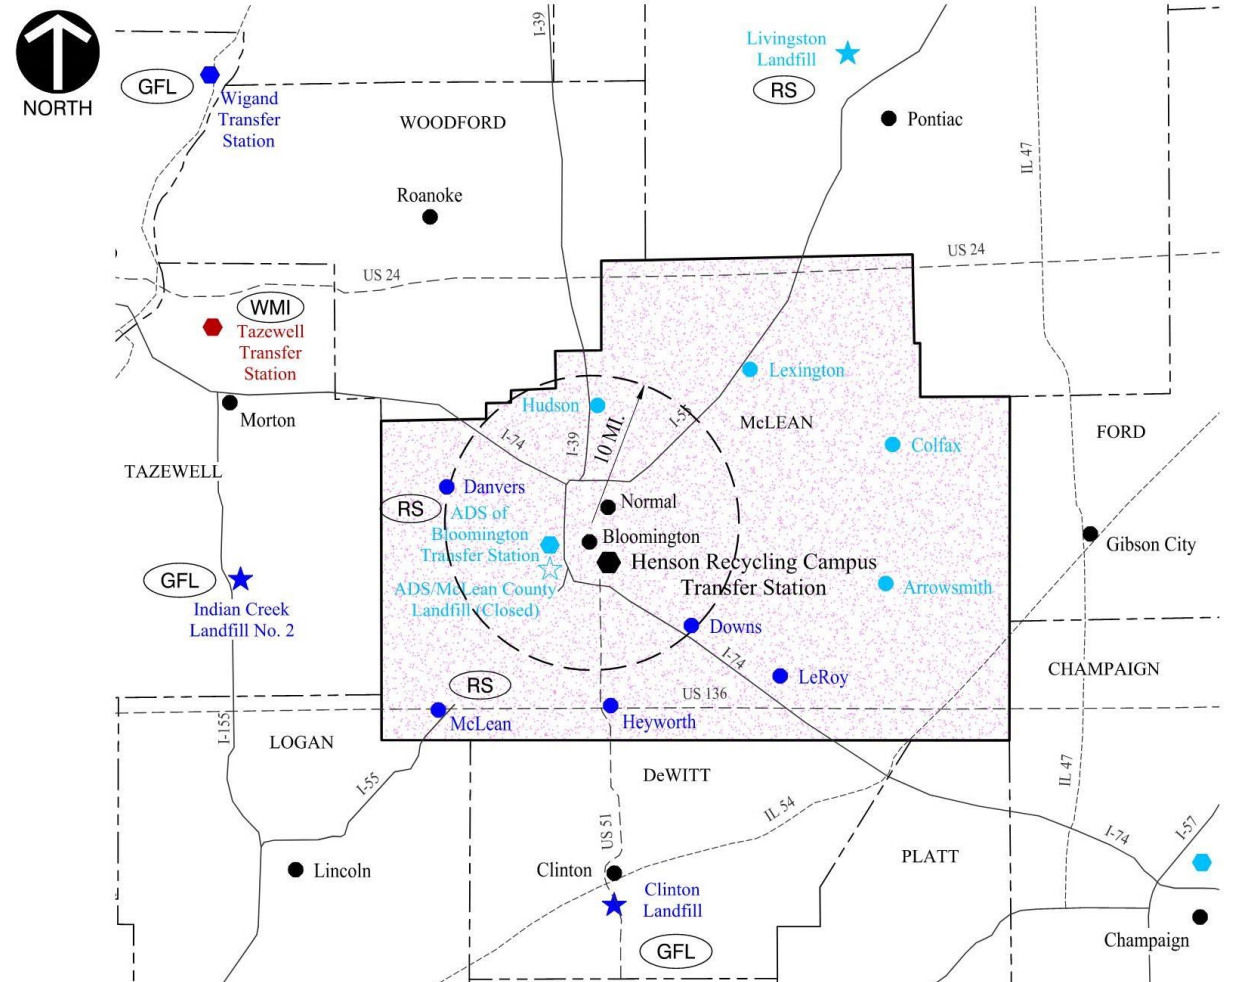 NORTH
GFL
Wigand
Transfer
Station
WOODFORD
Roanoke
I-39
Livingston
Landfill
RS
Pontiac
IL 47
US 24
US 24
WMI
Tazewell
Transfer
Station
Morton
TAZEWELL
Hudson
I-74
I-39
10 MI.
I-55
Lexington
McLEAN
Colfax
FORD
Danvers
RS
ADS of
Bloomington
Transfer Station
Normal
Bloomington
Henson Recycling Campus
Transfer Station
ADS/McLean County
Landfill (Closed)
Arrowsmith
Gibson City
GFL
Indian Creek
Landfill No. 2
Downs
I-74
LeRoy
CHAMPAIGN
RS
US 136
McLean
Heyworth
I-155
LOGAN
I-55
DeWITT
IL 54
IL 47
US 51
Lincoln
Clinton
Clinton
Landfill
GFL
PLATT
I-74
I-57
Champaign